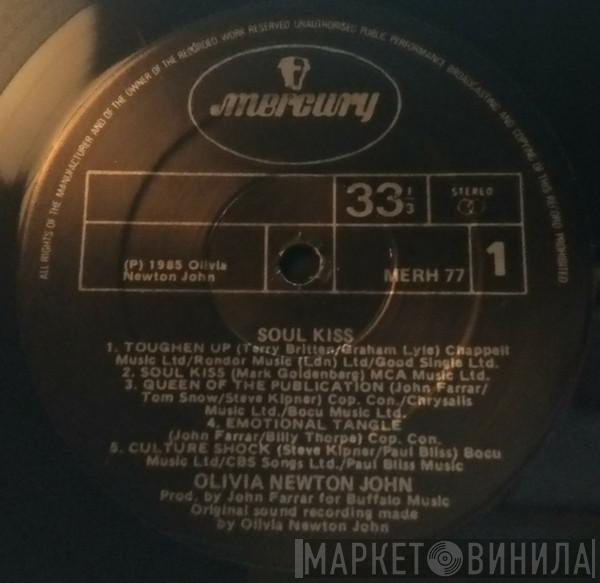 ALL RIGHTS OF THE MANUFACTURER AND OF THE OWNER OF THE RECORDED WORK RESERVED UNAUTHORISED PUBLIC PERFORMANCE BROADCASTING AND COPYING OF THIS RECORD PROHIBITED
mercury
33 1/3
STEREO
(P) 1985 Olivia
Newton John
MERH 77
1
SOUL KISS
1. TOUGHEN UP (Terry Britten/Graham Lyle) Chappell
Music Ltd/Rondor Music (Ldn) Ltd/Good Single Ltd.
2. SOUL KISS (Mark Goldenberg) MCA Music Ltd.
3. QUEEN OF THE PUBLICATION (John Farrar/
Tom Snow/Steve Kipner) Cop. Con./Chrysalis
Music Ltd./Bocu Music Ltd.
4. EMOTIONAL TANGLE
(John Farrar/Billy Thorpe) Cop. Con.
5. CULTURE SHOCK (Steve Kipner/Paul Bliss) Bocu
Music Ltd/CBS Songs Ltd./Paul Bliss Music
OLIVIA NEWTON JOHN
Prod. by John Farrar for Buffalo Music
Original sound recording made
by Olivia Newton John
МАРКЕТ ВИНИЛА